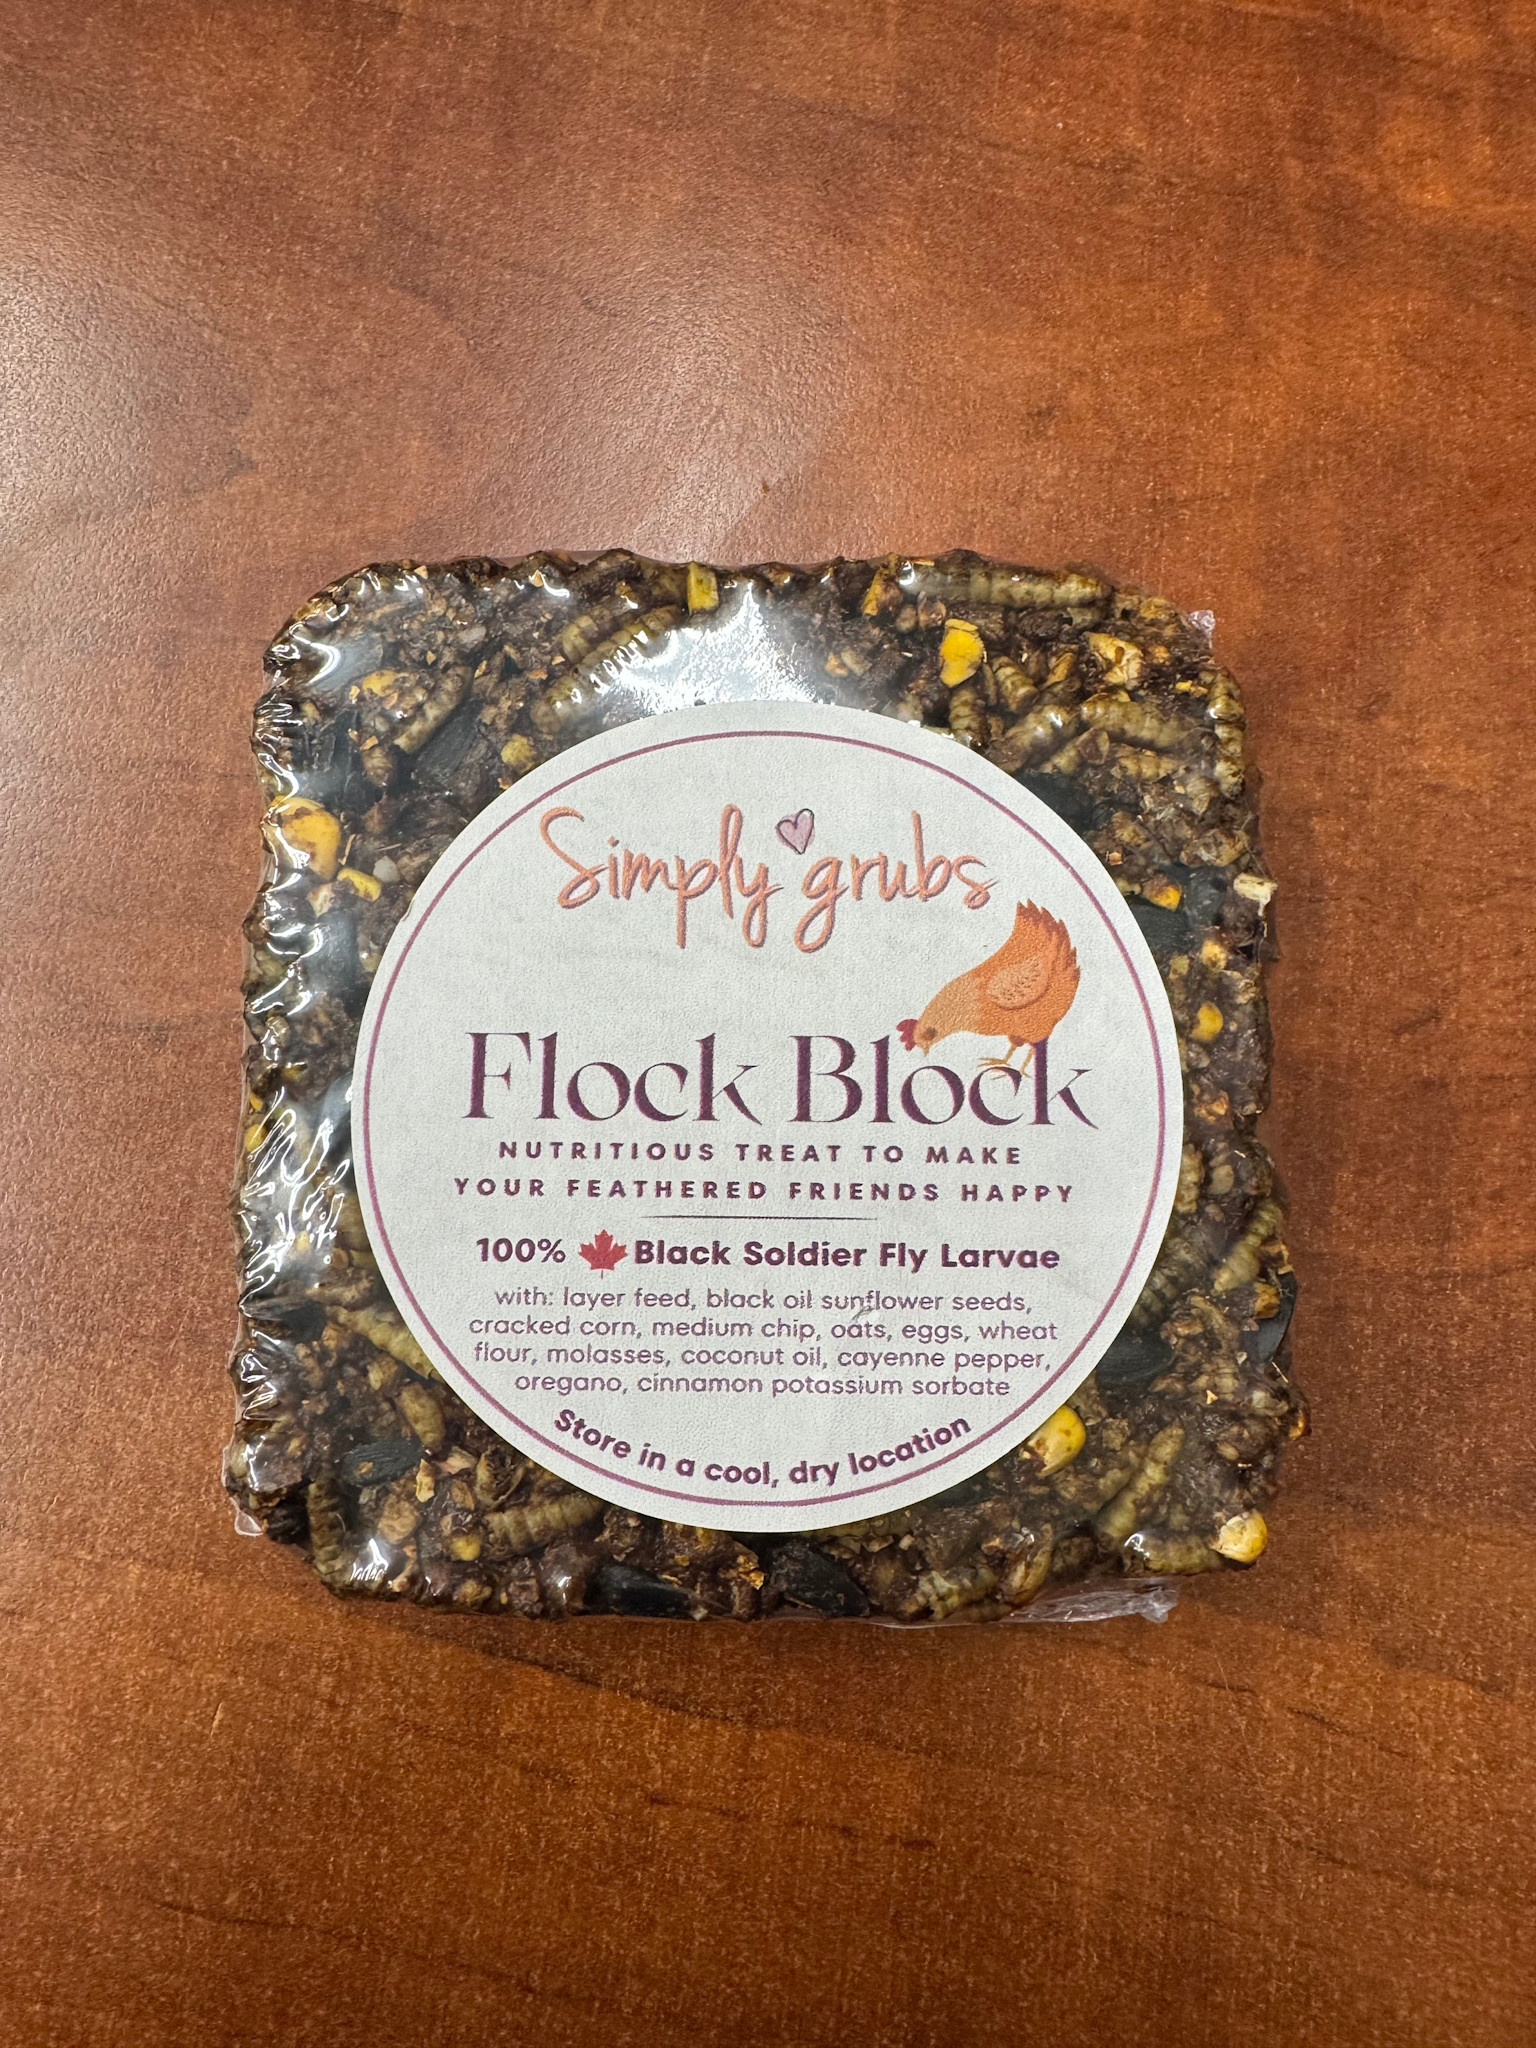 Simply grubs
Flock Block
NUTRITIOUS TREAT TO MAKE
YOUR FEATHERED FRIENDS HAPPY
100% Black Soldier Fly Larvae
with: layer feed, black oil sunflower seeds,
cracked corn, medium chip, oats, eggs, wheat
flour, molasses, coconut oil, cayenne pepper,
oregano, cinnamon potassium sorbate
Store in a cool, dry location